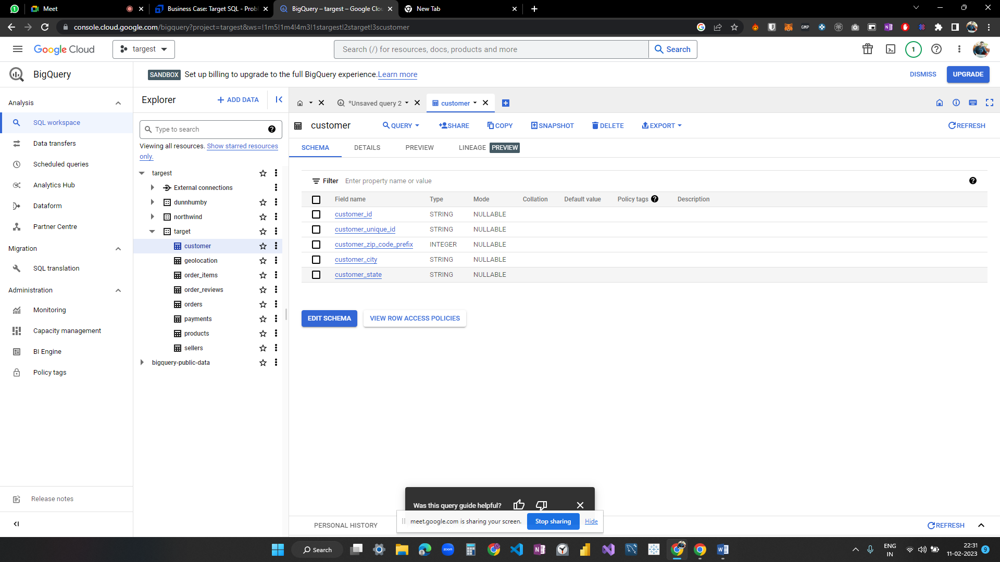 Meet
Business Case: Target SQL - Probl
BigQuery – targest – Google Clou
New Tab
console.cloud.google.com/bigquery?project=targest&ws=!1m5!1m4!4m3!1stargest!2starget!3scustomer
GMP
Google Cloud
targest
Search (/) for resources, docs, products and more
Search
1
BigQuery
SANDBOX Set up billing to upgrade to the full BigQuery experience. Learn more
DISMISS
UPGRADE
Analysis
SQL workspace
Data transfers
Scheduled queries
Analytics Hub
Dataform
Partner Centre
Migration
SQL translation
Administration
Monitoring
Capacity management
BI Engine
Policy tags
Release notes
Explorer
ADD DATA
Type to search
Viewing all resources. Show starred resources
only.
targest
External connections
dunnhumby
northwind
target
customer
geolocation
order_items
order_reviews
orders
payments
products
sellers
bigquery-public-data
*Unsaved query 2
customer
customer
QUERY
SHARE
COPY
SNAPSHOT
DELETE
EXPORT
REFRESH
SCHEMA
DETAILS
PREVIEW
LINEAGE PREVIEW
Filter Enter property name or value
Field name Type Mode Collation Default value Policy tags Description
customer_id STRING NULLABLE
customer_unique_id STRING NULLABLE
customer_zip_code_prefix INTEGER NULLABLE
customer_city STRING NULLABLE
customer_state STRING NULLABLE
EDIT SCHEMA
VIEW ROW ACCESS POLICIES
Was this query guide helpful?
meet.google.com is sharing your screen.
Stop sharing
Hide
PERSONAL HISTORY
REFRESH
Search
zoom
ENG
IN
22:31
11-02-2023
9